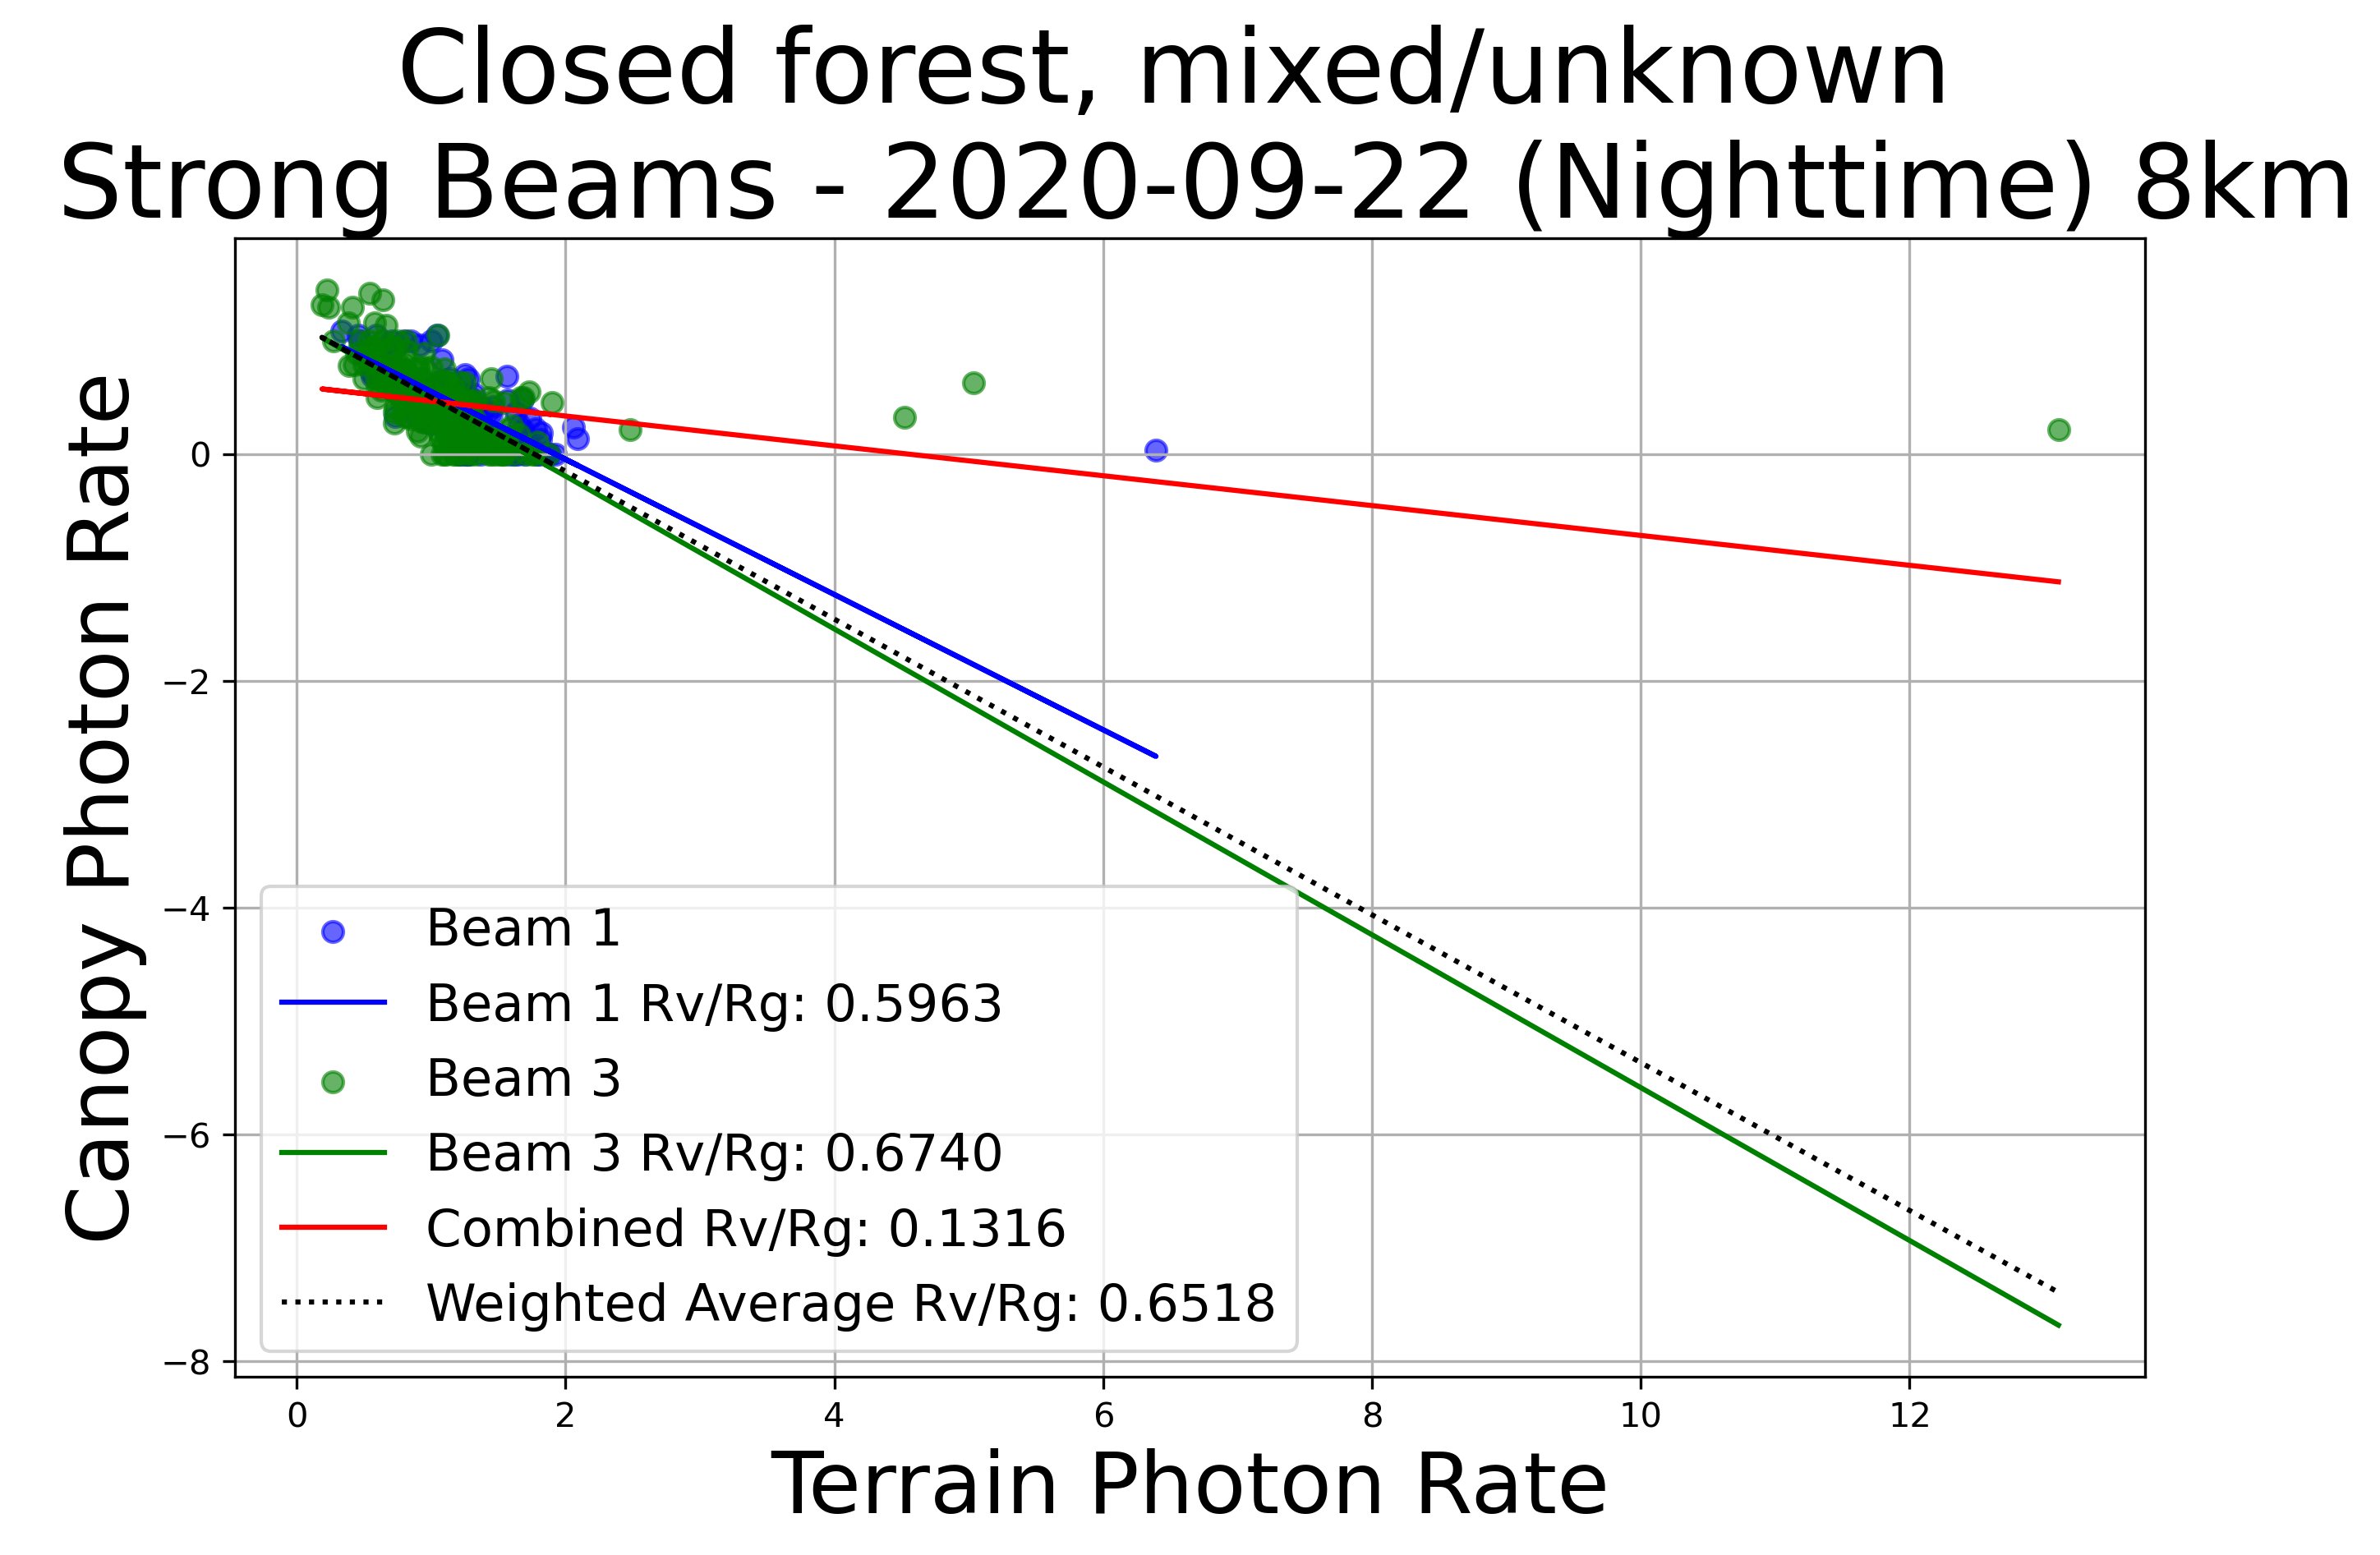 Closed forest, mixed/unknown
Strong Beams - 2020-09-22 (Nighttime) 8km
Canopy Photon Rate
0
−2
−4
−6
−8
Beam 1
Beam 1 Rv/Rg: 0.5963
Beam 3
Beam 3 Rv/Rg: 0.6740
Combined Rv/Rg: 0.1316
Weighted Average Rv/Rg: 0.6518
0 2 4 6 8 10 12
Terrain Photon Rate